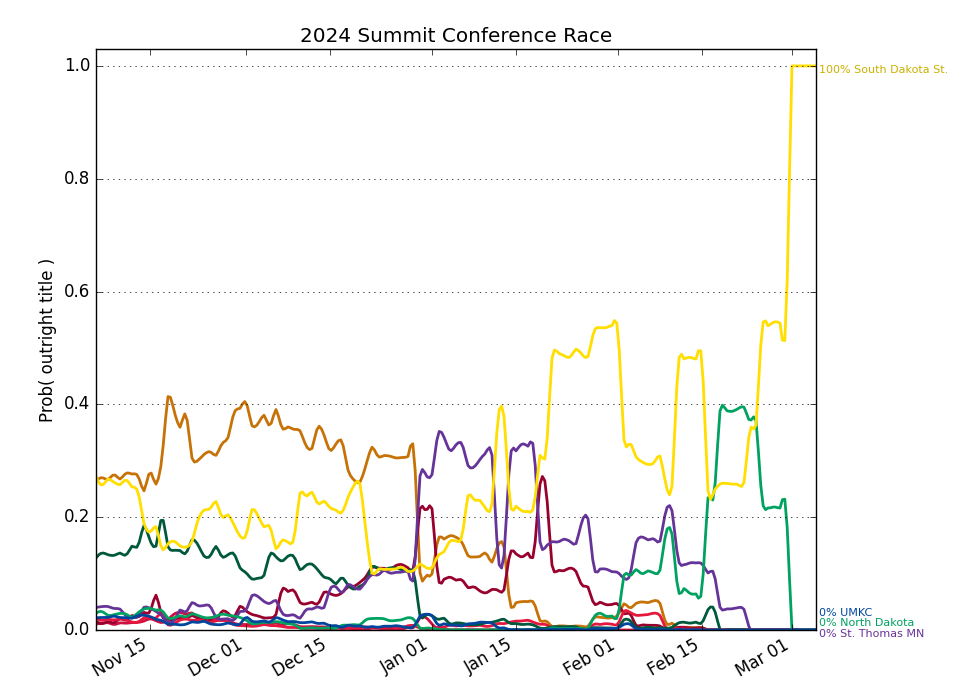 2024 Summit Conference Race
Prob( outright title )
1.0
0.8
0.6
0.4
0.2
0.0
100% South Dakota St.
0% UMKC
0% North Dakota
0% St. Thomas MN
Nov 15
Dec 01
Dec 15
Jan 01
Jan 15
Feb 01
Feb 15
Mar 01